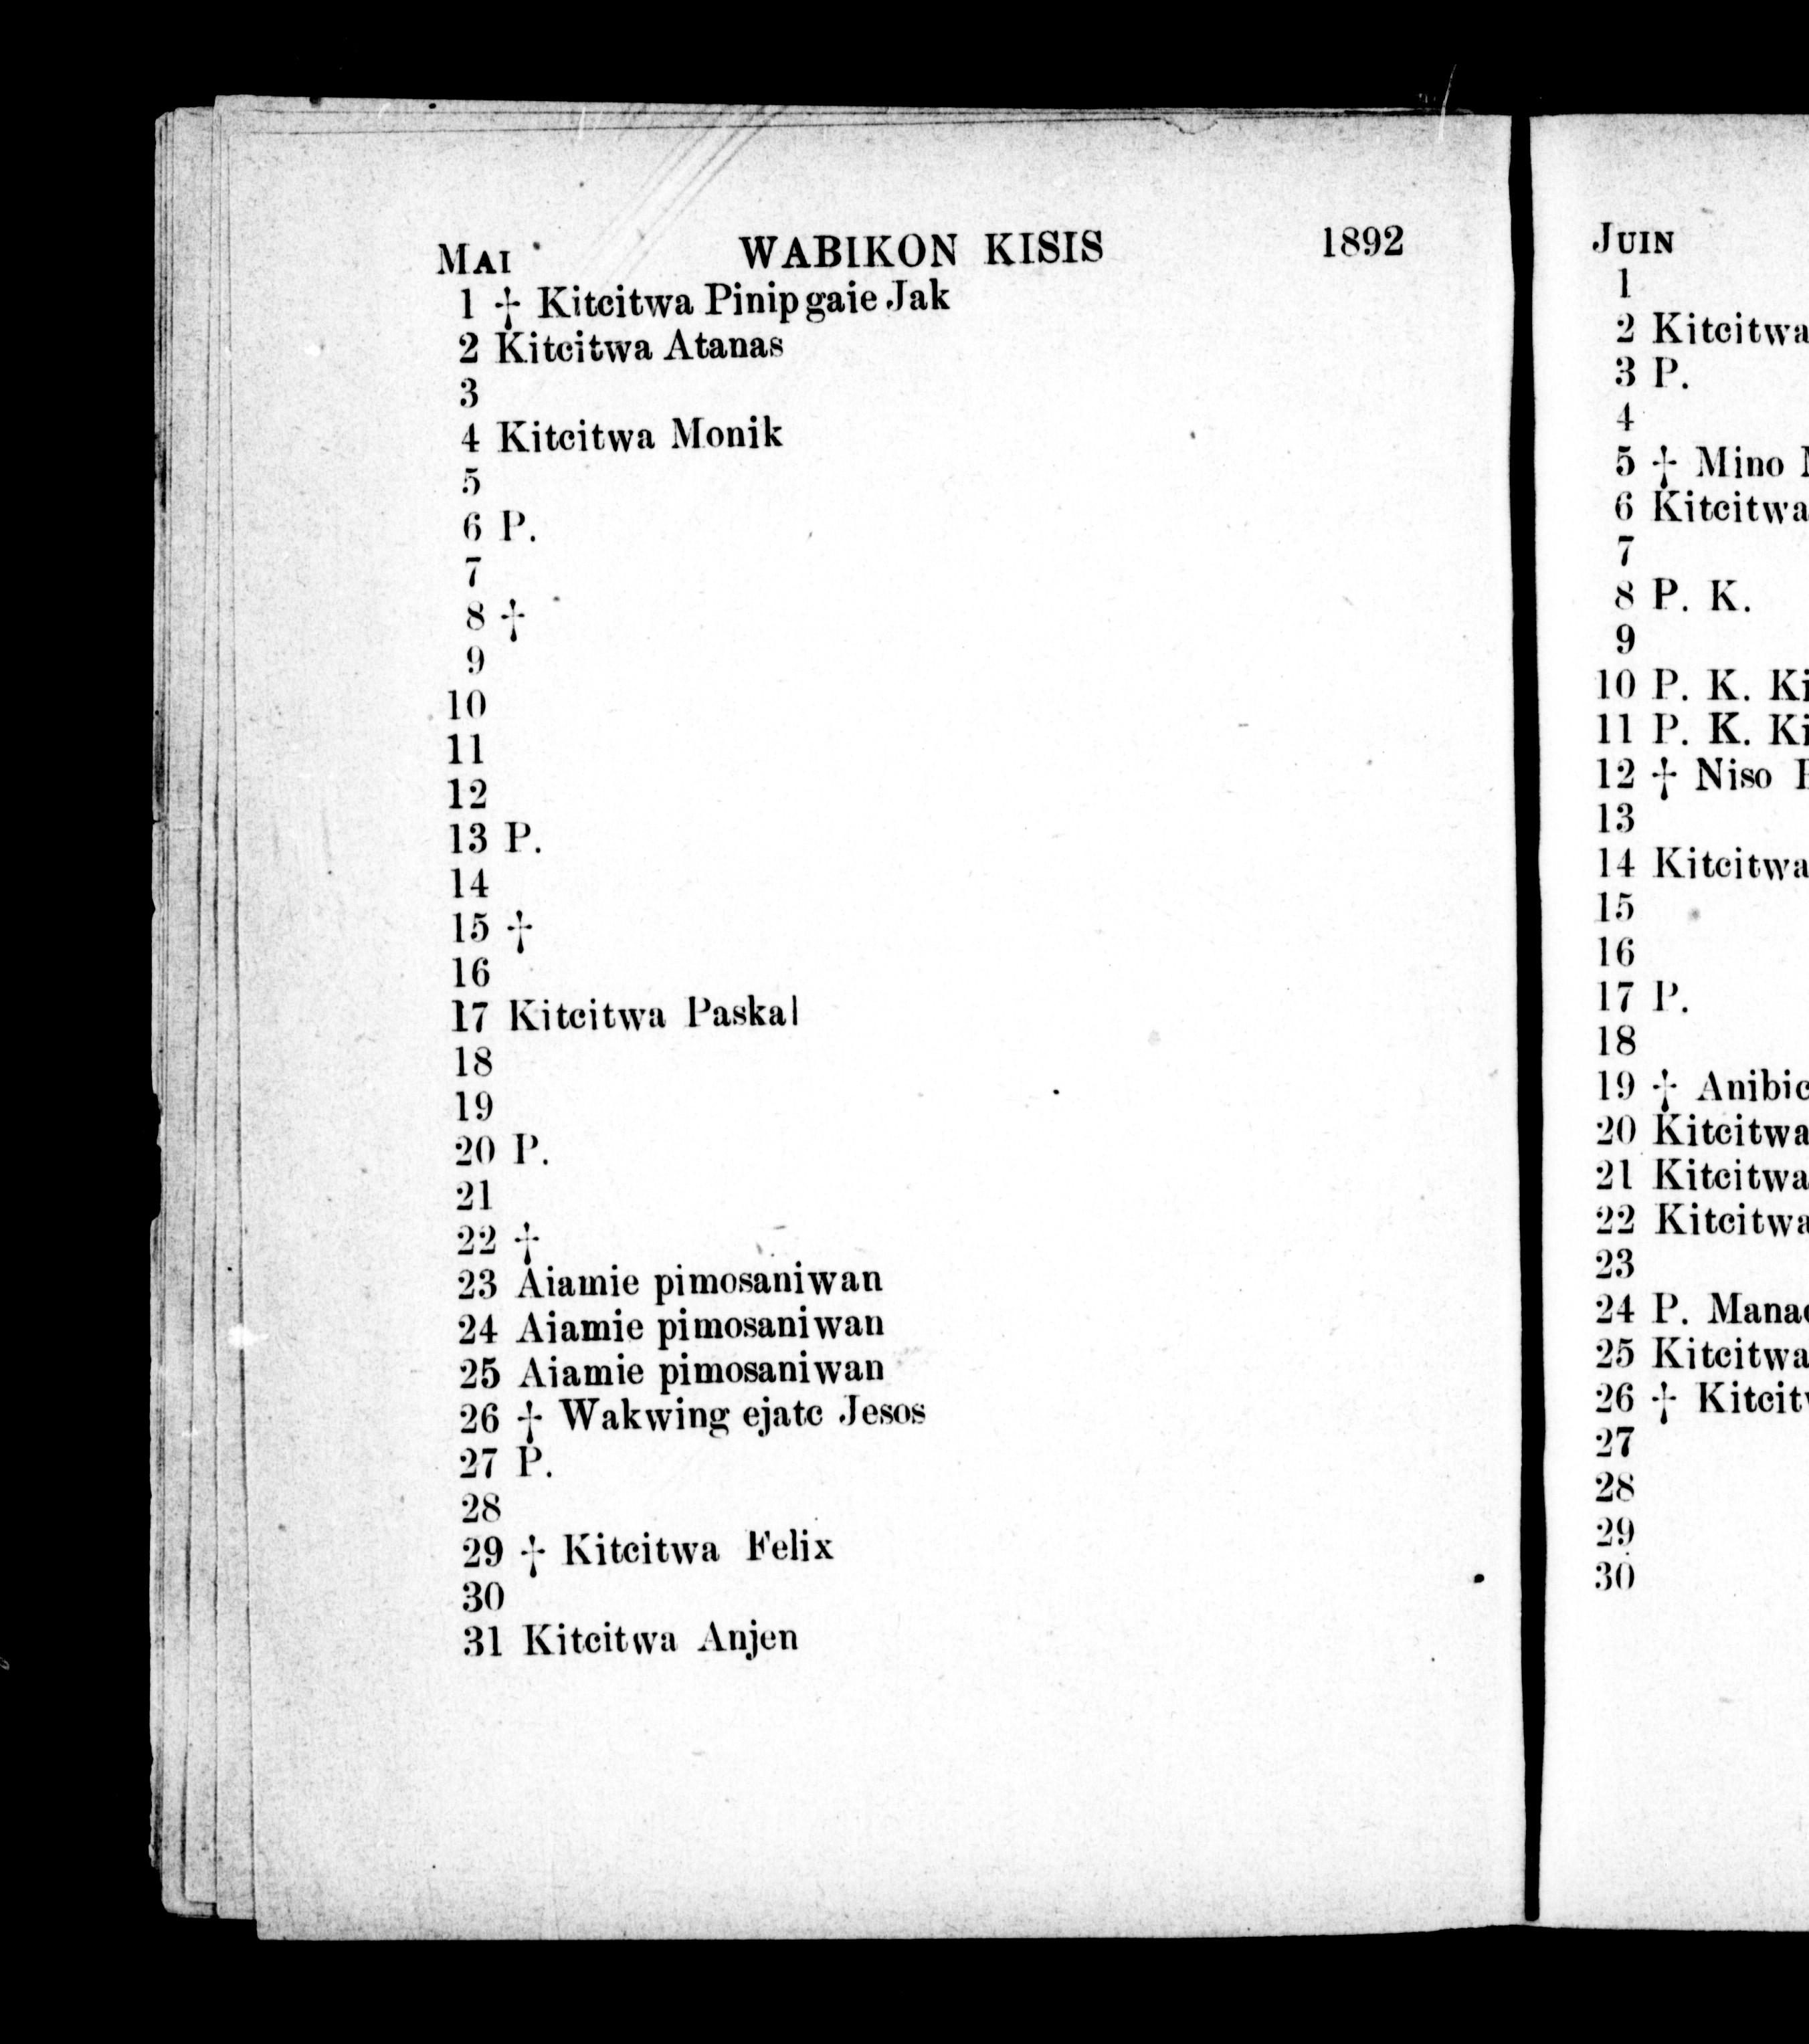 MAI WABIKON KISIS 1892
1 † Kitcitwa Pinip gaie Jak
2 Kitcitwa Atanas
3
4 Kitcitwa Monik
5
6 P.
7
8 †
9
10
11
12
13 P.
14
15 †
16
17 Kitcitwa Paskal
18
19
20 P.
21
22 †
23 Aiamie pimosaniwan
24 Aiamie pimosaniwan
25 Aiamie pimosaniwan
26 † Wakwing ejatc Jesos
27 P.
28
29 † Kitcitwa Felix
30
31 Kitcitwa Anjen
JUIN
1
2 Kitcitwa
3 P.
4
5 † Mino
6 Kitcitwa
7
8 P. K.
9
10 P. K. Ki
11 P. K. Ki
12 † Niso
13
14 Kitcitwa
15
16
17 P.
18
19 † Anibic
20 Kitcitwa
21 Kitcitwa
22 Kitcitwa
23
24 P. Manac
25 Kitcitwa
26 † Kitcit
27
28
29
30